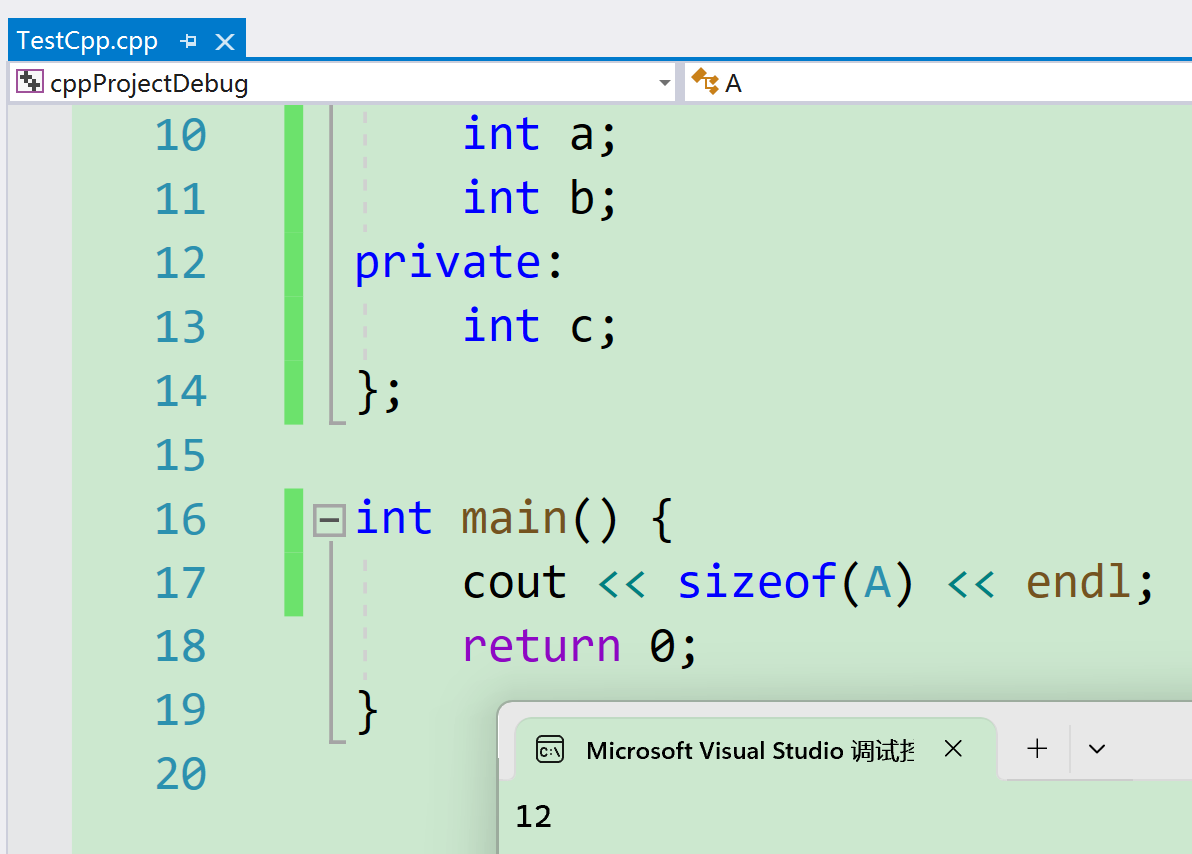 TestCpp.cpp
cppProjectDebug A
10 int a;
11 int b;
12 private:
13 int c;
14 };
15
16 int main() {
17 cout << sizeof(A) << endl;
18 return 0;
19 }
20
Microsoft Visual Studio 调试
12